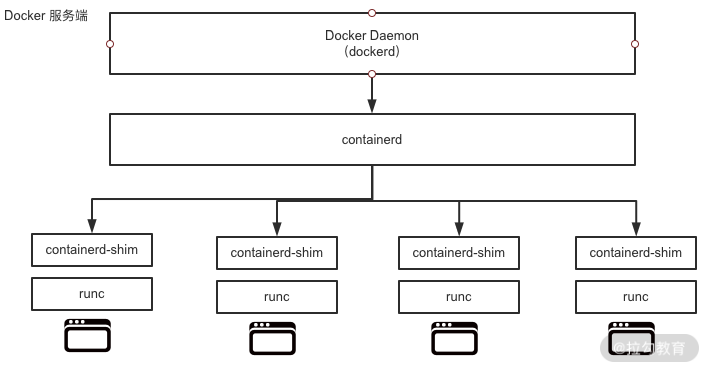 Docker 服务端
Docker Daemon
(dockerd)
containerd
containerd-shim
containerd-shim
containerd-shim
containerd-shim
runc
runc
runc
runc
@拉勾教育